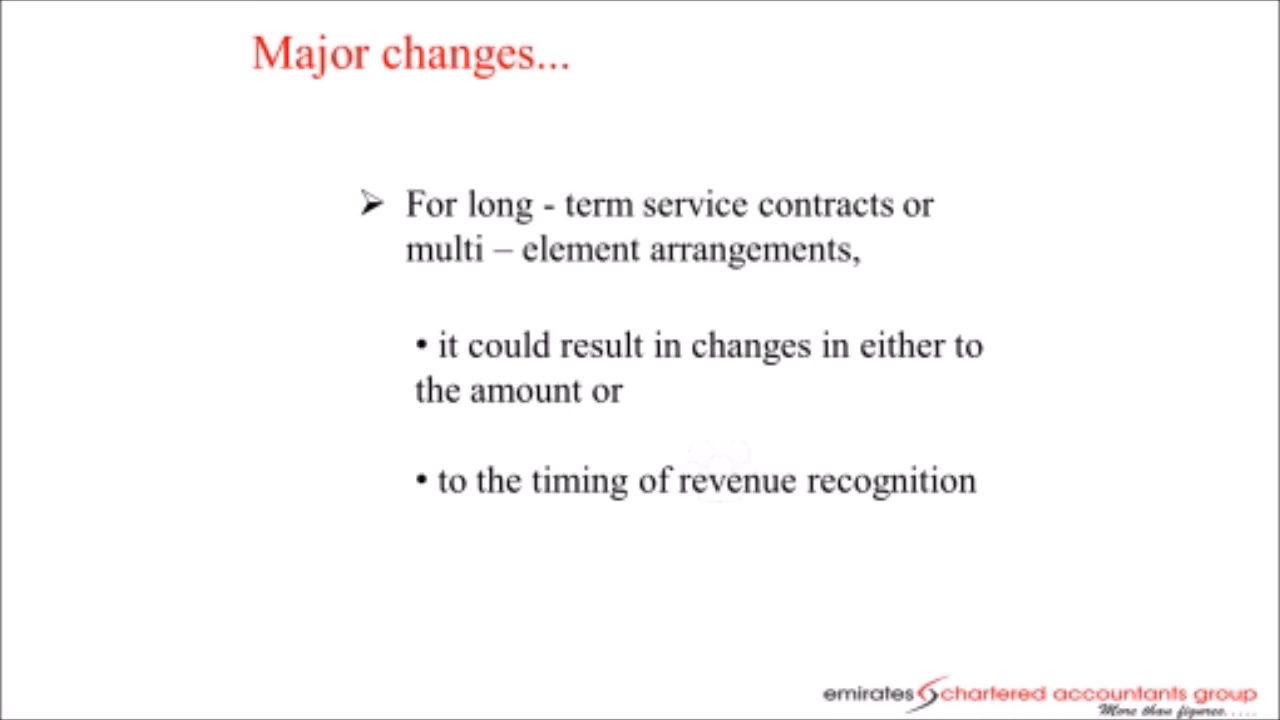 Major changes...
➢ For long - term service contracts or
multi – element arrangements,
• it could result in changes in either to
the amount or
• to the timing of revenue recognition
emirates chartered accountants group
More than figures.....